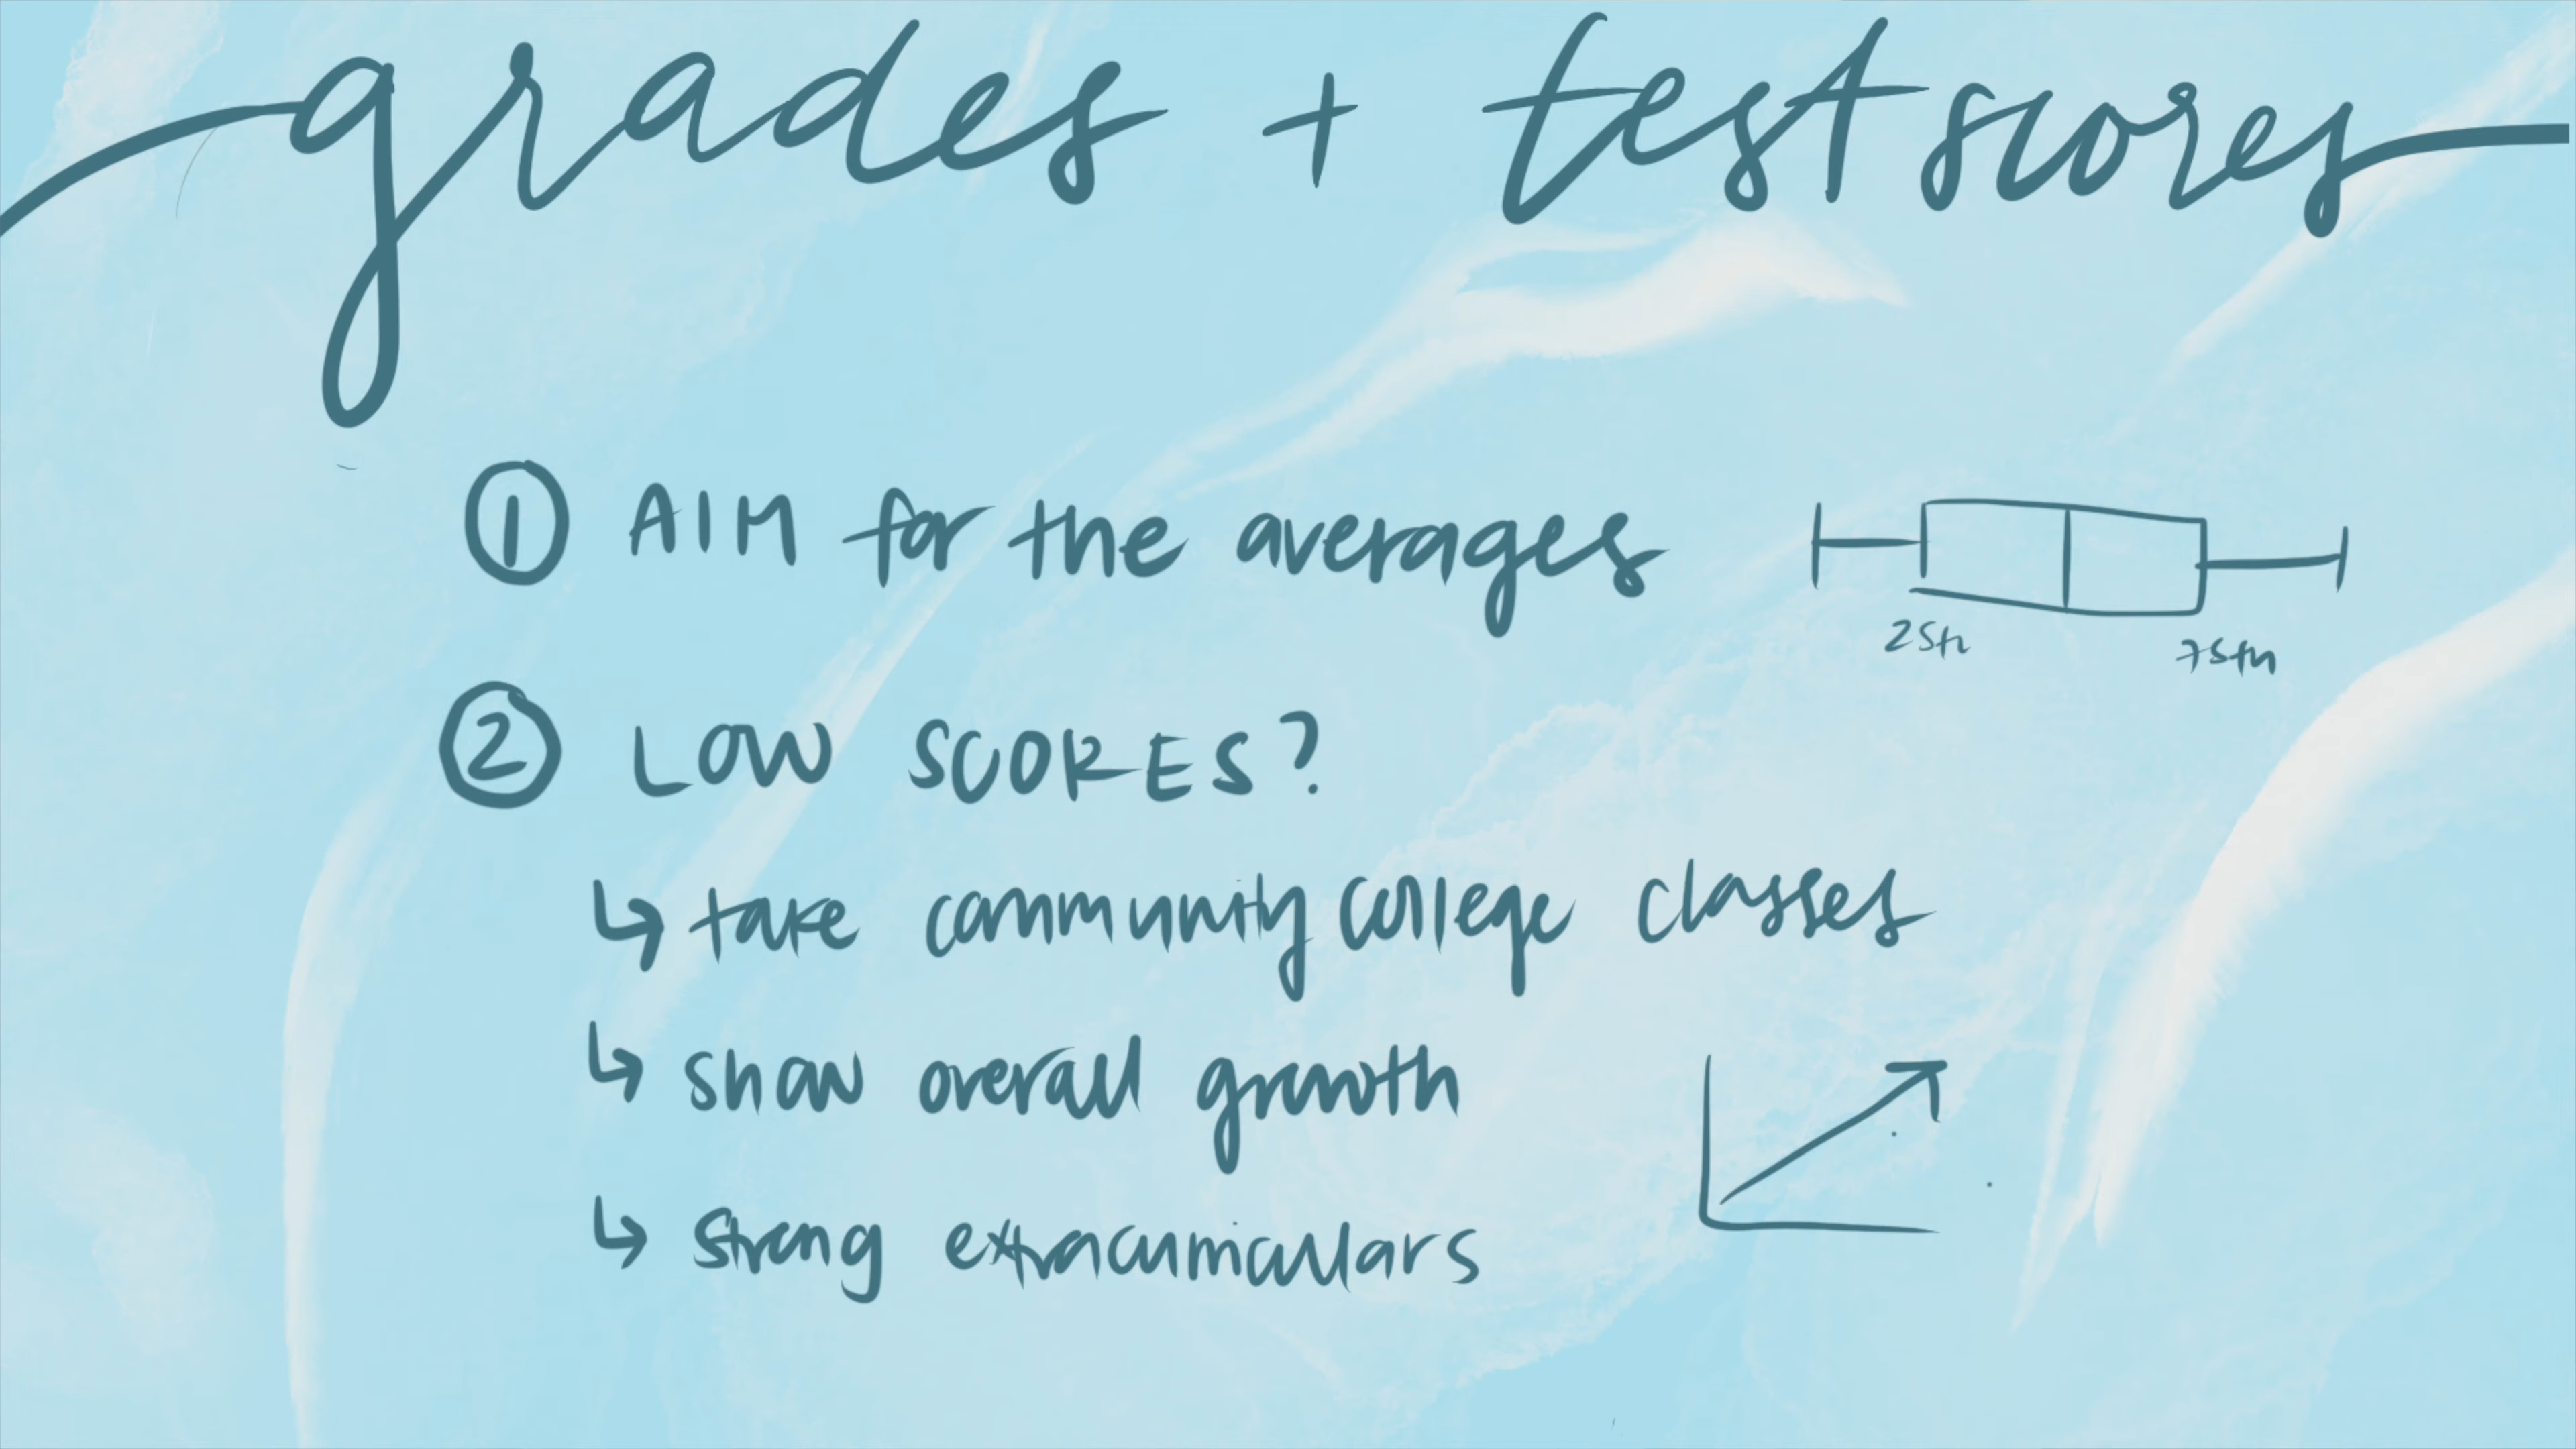 grades + test scores
① AIM for the averages
25th 75th
② LOW SCORES?
↳ take community college classes
↳ show overall growth
↳ strong extracurriculars